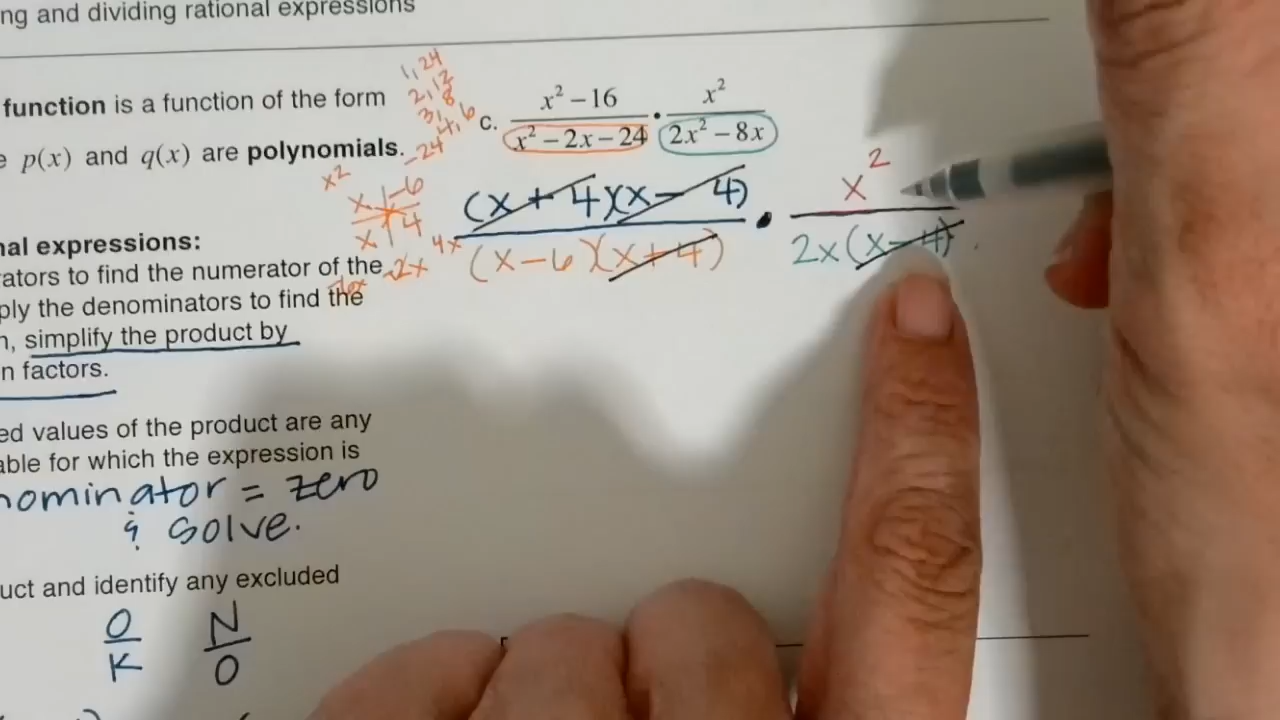 ng and dividing rational expressions
function is a function of the form
e p(x) and q(x) are polynomials.
nal expressions:
ators to find the numerator of the
ply the denominators to find the
n, simplify the product by
n factors.
ed values of the product are any
able for which the expression is
nominator = zero
& solve.
uct and identify any excluded
0/K N/0
1, 24
2, 12
3, 8
4, 6
-24
x²
x | -6
x | 4
4x
-6x
-2x
c. (x² − 16)/(x² − 2x − 24) • x²/(2x² − 8x)
(x + 4)(x − 4)/(x − 6)(x + 4) • x²/2x(x − 4)